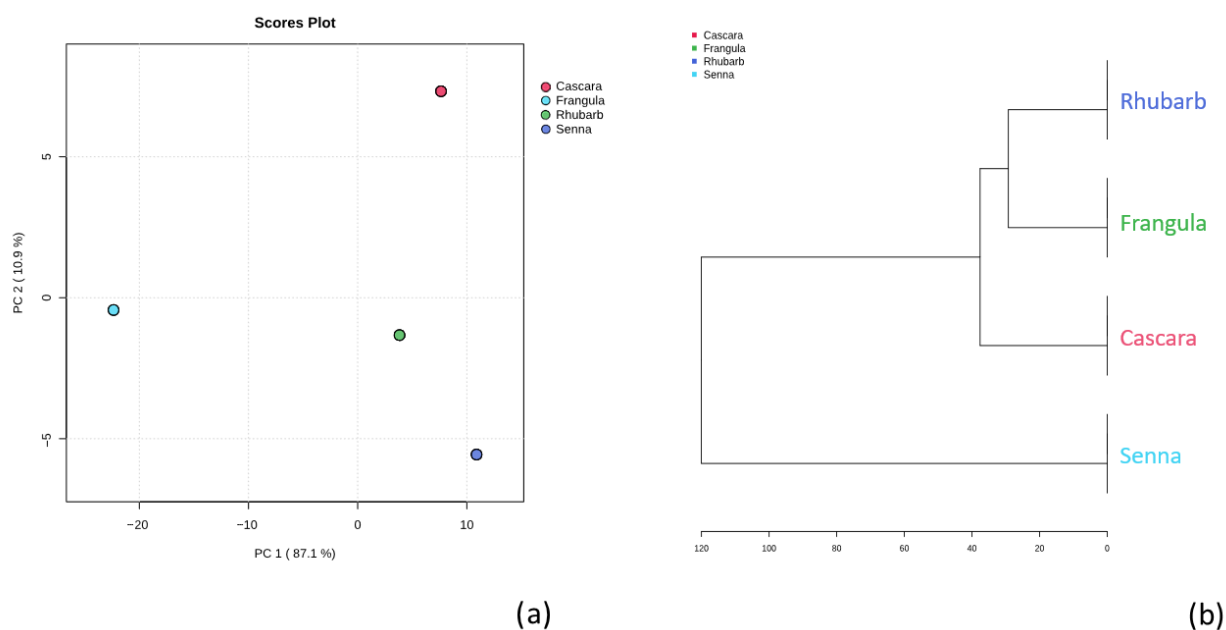 Scores Plot
Cascara
Frangula
Rhubarb
Senna
5
0
−5
PC 2 ( 10.9 %)
−20
−10
0
10
PC 1 ( 87.1 %)
(a)
Cascara
Frangula
Rhubarb
Senna
Rhubarb
Frangula
Cascara
Senna
120
100
80
60
40
20
0
(b)